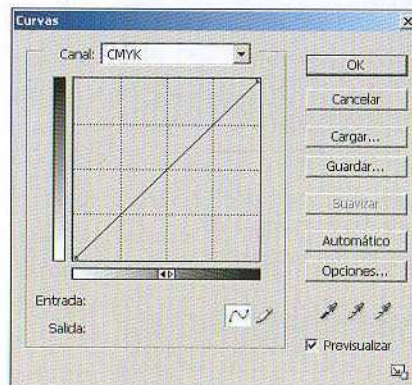 Curvas
Canal: CMYK
OK
Cancelar
Cargar...
Guardar...
Suavizar
Automático
Opciones...
Entrada:
Salida:
Previsualizar